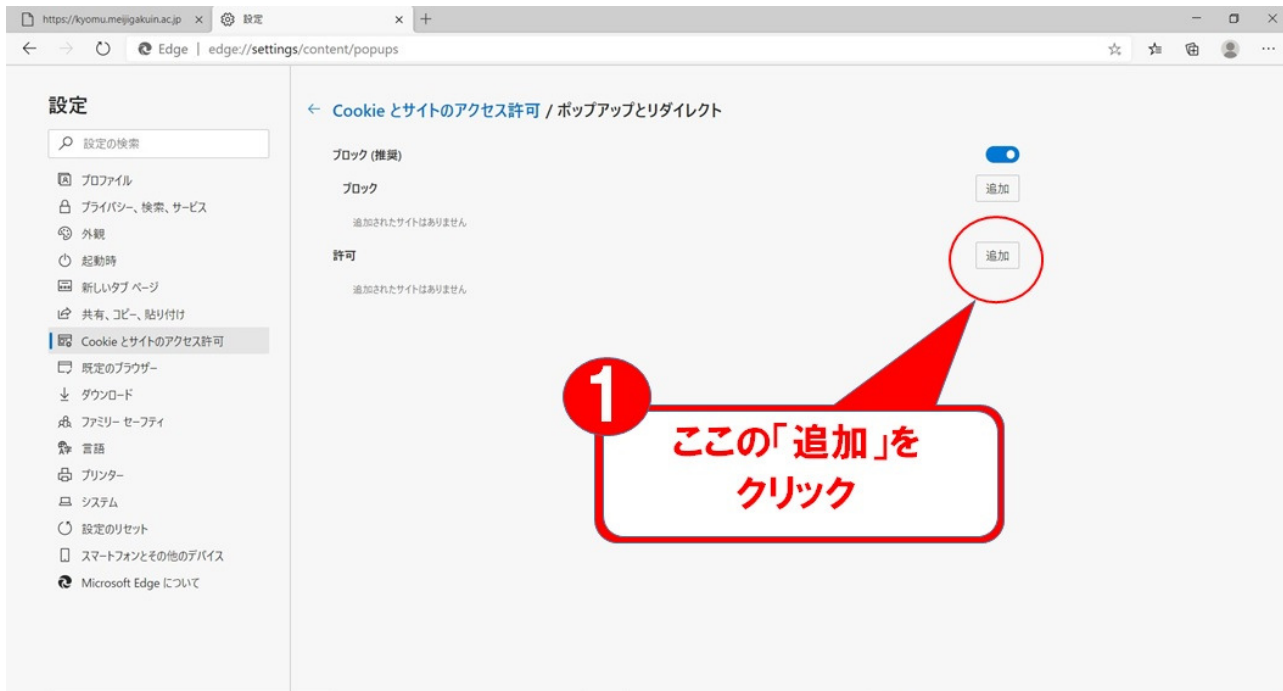 https://kyomu.meijigakuin.ac.jp
設定
Edge | edge://settings/content/popups
設定
設定の検索
プロファイル
プライバシー、検索、サービス
外観
起動時
新しいタブ ページ
共有、コピー、貼り付け
Cookie とサイトのアクセス許可
既定のブラウザー
ダウンロード
ファミリー セーフティ
言語
プリンター
システム
設定のリセット
スマートフォンとその他のデバイス
Microsoft Edge について
Cookie とサイトのアクセス許可 / ポップアップとリダイレクト
ブロック (推奨)
ブロック 追加
追加されたサイトはありません
許可 追加
追加されたサイトはありません
1
ここの「追加」を
クリック